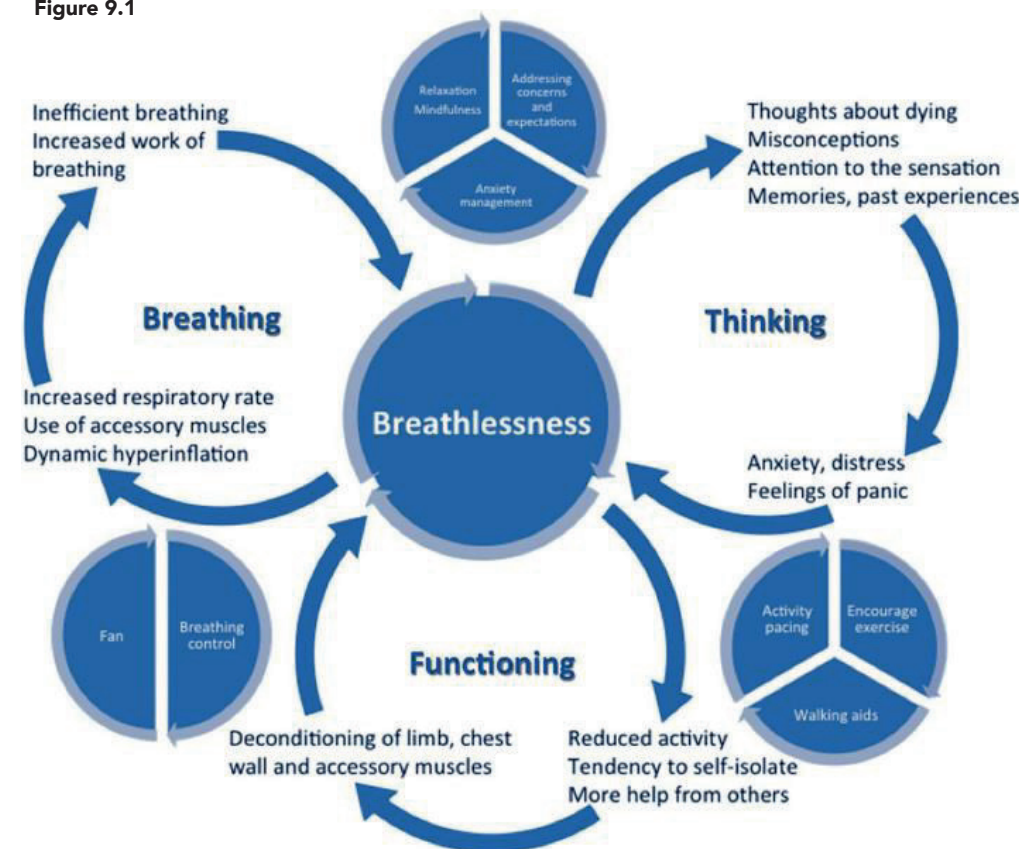 Figure 9.1
Relaxation
Mindfulness
Addressing
concerns
and
expectations
Anxiety
management
Inefficient breathing
Increased work of
breathing
Thoughts about dying
Misconceptions
Attention to the sensation
Memories, past experiences
Breathing
Thinking
Increased respiratory rate
Use of accessory muscles
Dynamic hyperinflation
Breathlessness
Anxiety, distress
Feelings of panic
Fan
Breathing
control
Functioning
Activity
pacing
Encourage
exercise
Walking aids
Deconditioning of limb, chest
wall and accessory muscles
Reduced activity
Tendency to self-isolate
More help from others